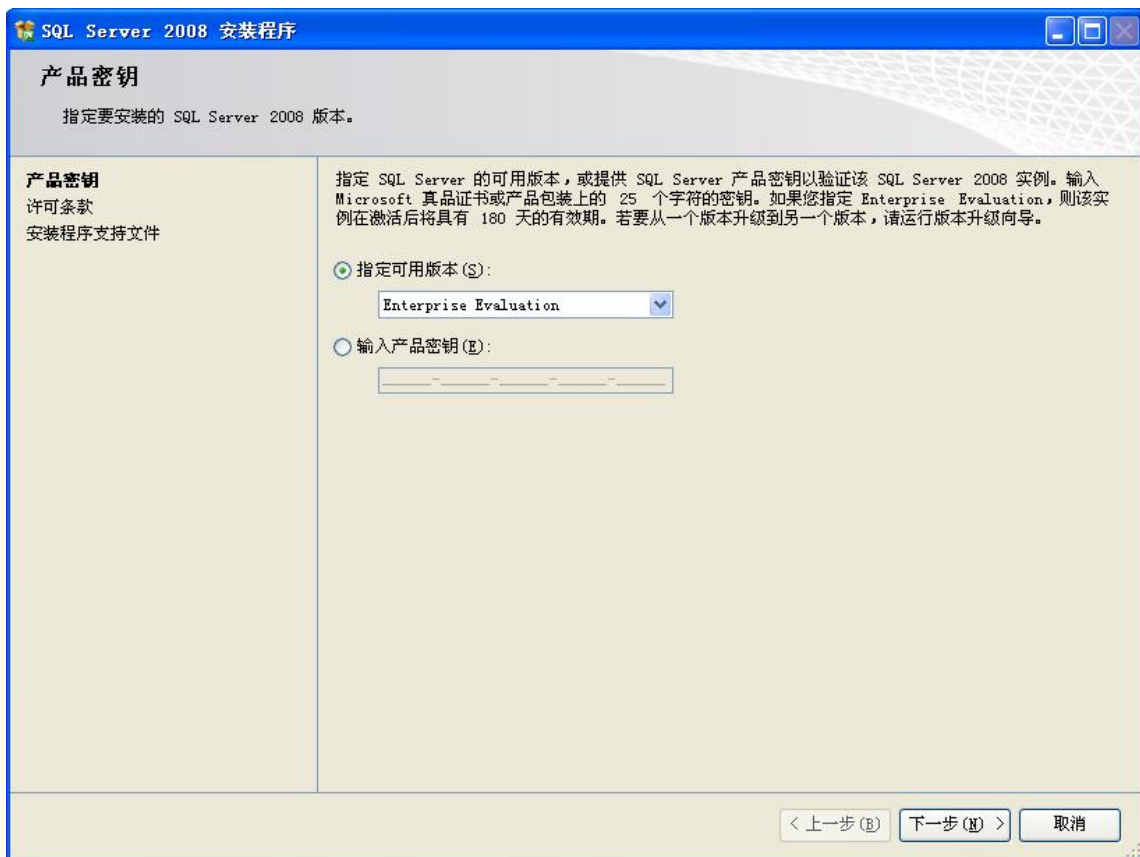 SQL Server 2008 安装程序
产品密钥
指定要安装的 SQL Server 2008 版本。
产品密钥
许可条款
安装程序支持文件
指定 SQL Server 的可用版本，或提供 SQL Server 产品密钥以验证该 SQL Server 2008 实例。输入
Microsoft 真品证书或产品包装上的 25 个字符的密钥。如果您指定 Enterprise Evaluation，则该实
例在激活后将具有 180 天的有效期。若要从一个版本升级到另一个版本，请运行版本升级向导。
指定可用版本(S):
Enterprise Evaluation
输入产品密钥(E):
_____-_____-_____-_____-_____
< 上一步(B)
下一步(N) >
取消